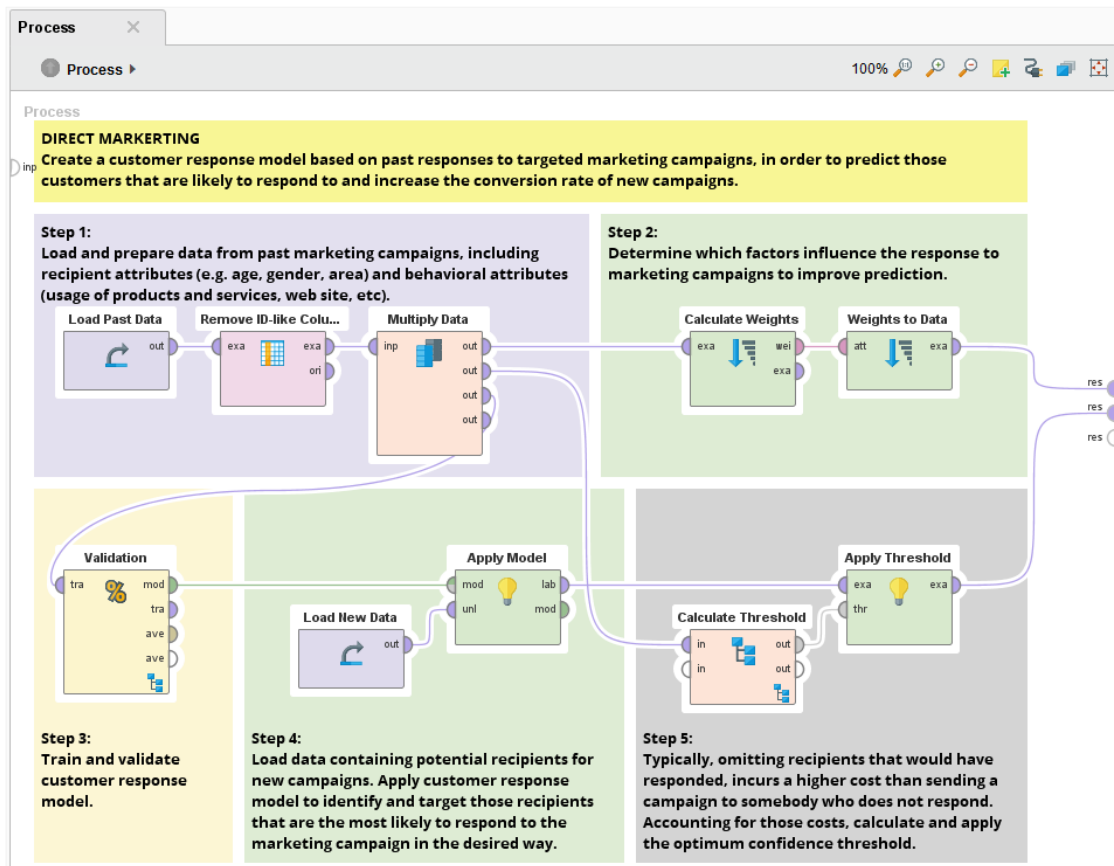 Process
Process
100%
Process
DIRECT MARKERTING
Create a customer response model based on past responses to targeted marketing campaigns, in order to predict those
customers that are likely to respond to and increase the conversion rate of new campaigns.
inp
Step 1:
Load and prepare data from past marketing campaigns, including
recipient attributes (e.g. age, gender, area) and behavioral attributes
(usage of products and services, web site, etc).
Load Past Data
out
Remove ID-like Colu...
exa
exa
ori
Multiply Data
inp
out
out
out
out
Step 2:
Determine which factors influence the response to
marketing campaigns to improve prediction.
Calculate Weights
exa
wei
exa
Weights to Data
att
exa
res
res
res
Validation
tra
mod
tra
ave
ave
Step 3:
Train and validate
customer response
model.
Load New Data
out
Apply Model
mod
unl
lab
mod
Step 4:
Load data containing potential recipients for
new campaigns. Apply customer response
model to identify and target those recipients
that are the most likely to respond to the
marketing campaign in the desired way.
Calculate Threshold
in
in
out
out
Apply Threshold
exa
thr
exa
Step 5:
Typically, omitting recipients that would have
responded, incurs a higher cost than sending a
campaign to somebody who does not respond.
Accounting for those costs, calculate and apply
the optimum confidence threshold.